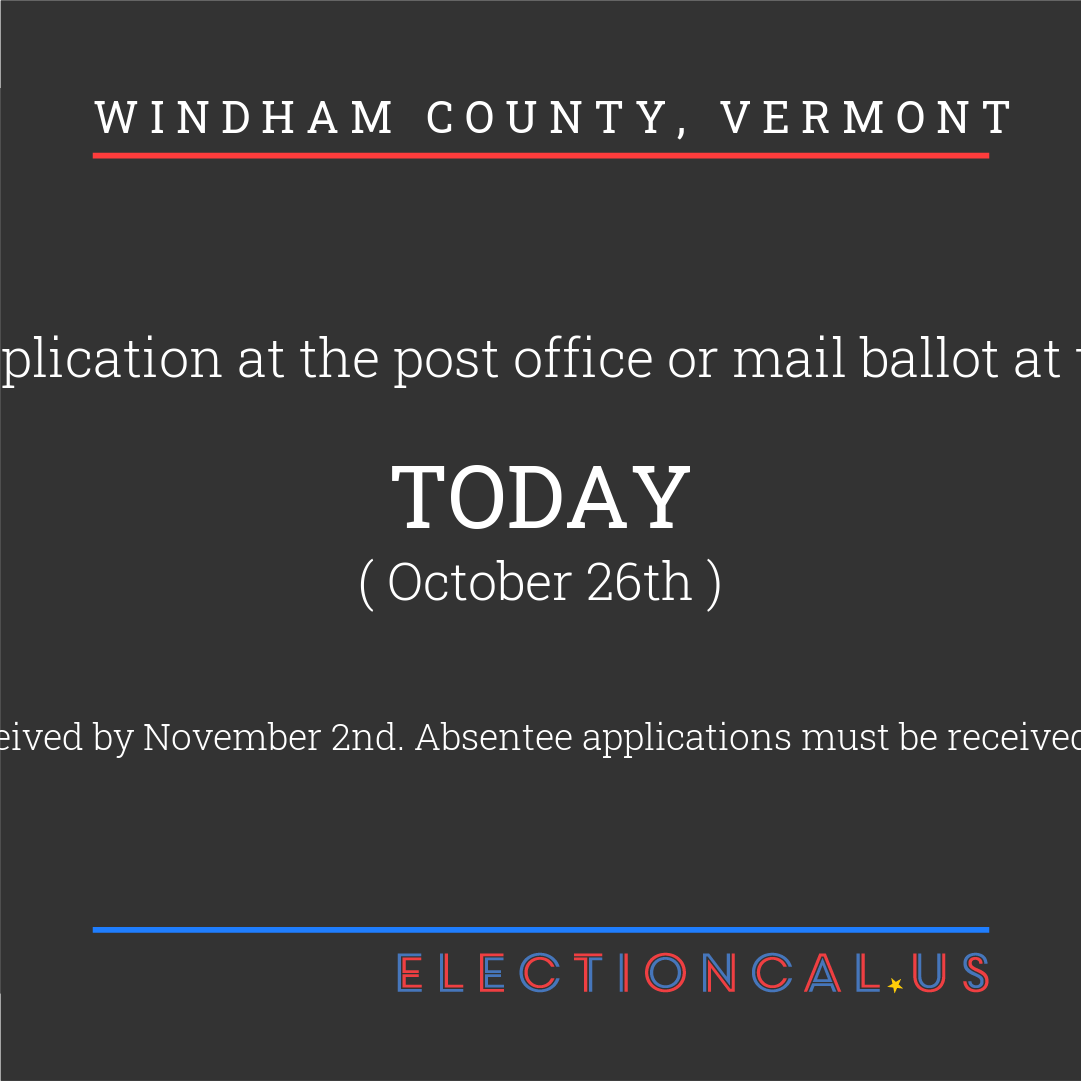 WINDHAM COUNTY, VERMONT
plication at the post office or mail ballot at
TODAY
( October 26th )
eived by November 2nd. Absentee applications must be received
ELECTIONCAL.US